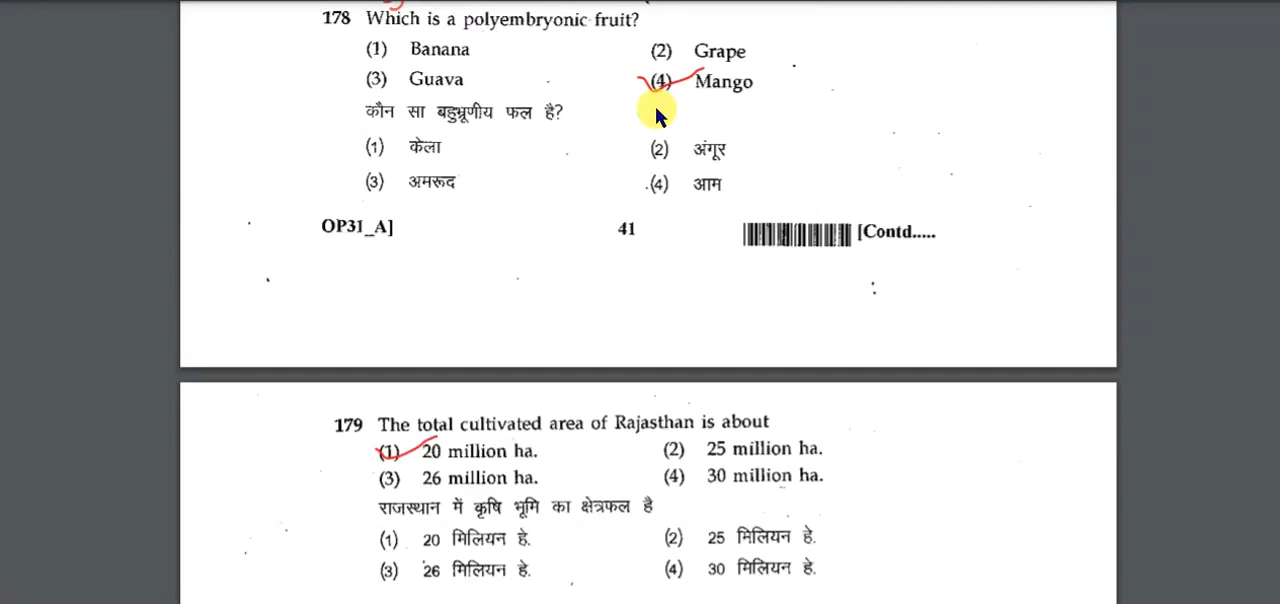 178 Which is a polyembryonic fruit?
(1) Banana (2) Grape
(3) Guava (4) Mango
कौन सा बहुभ्रूणीय फल है?
(1) केला (2) अंगूर
(3) अमरूद (4) आम
OP31_A] 41 [Contd.....
179 The total cultivated area of Rajasthan is about
(1) 20 million ha. (2) 25 million ha.
(3) 26 million ha. (4) 30 million ha.
राजस्थान में कृषि भूमि का क्षेत्रफल है
(1) 20 मिलियन हे. (2) 25 मिलियन हे.
(3) 26 मिलियन हे. (4) 30 मिलियन हे.